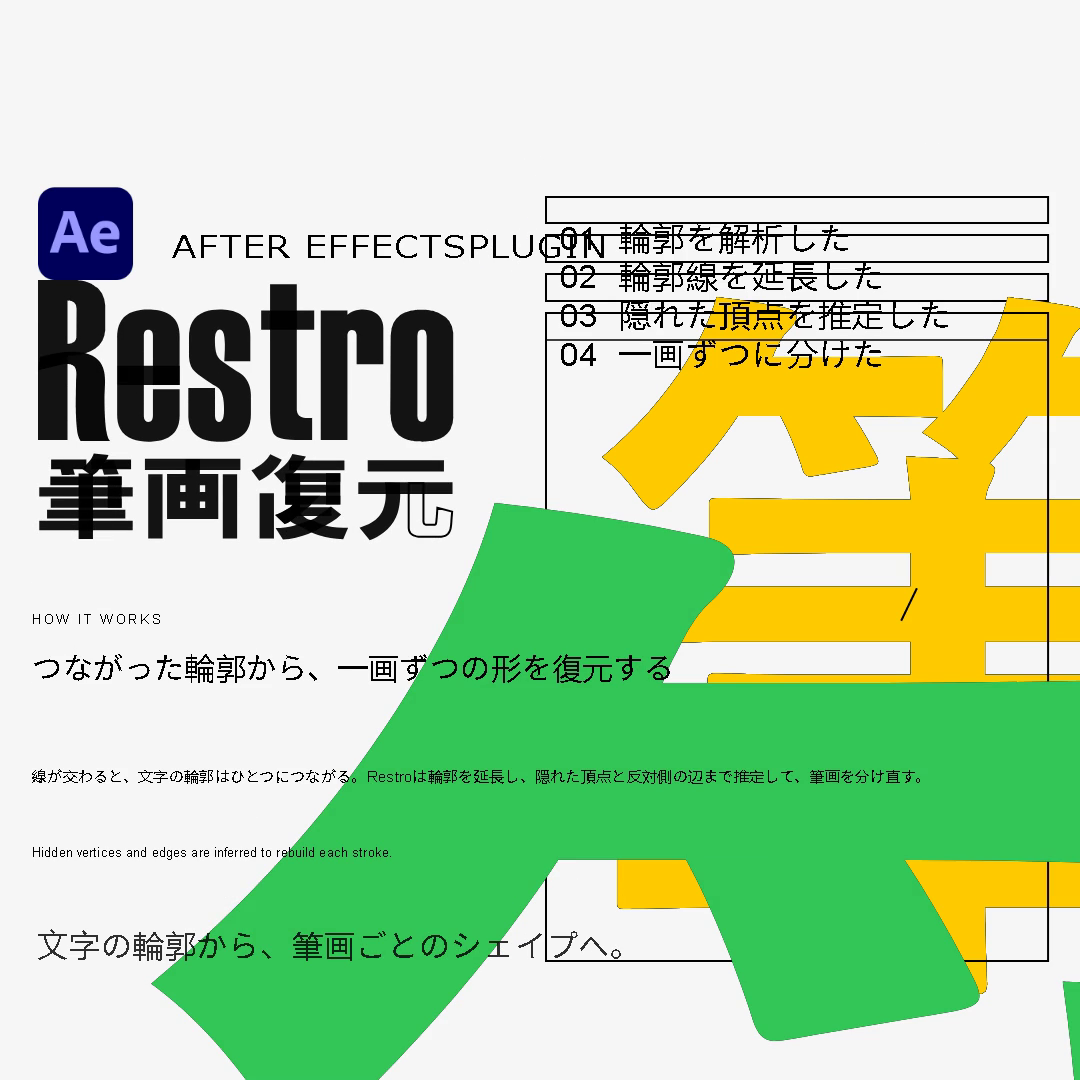 Ae
AFTER EFFECTSPLUGIN
Restro
筆画復元
01 輪郭を解析した
02 輪郭線を延長した
03 隠れた頂点を推定した
04 一画ずつに分けた
筆
HOW IT WORKS
つながった輪郭から、一画ずつの形を復元する
線が交わると、文字の輪郭はひとつにつながる。Restroは輪郭を延長し、隠れた頂点と反対側の辺まで推定して、筆画を分け直す。
Hidden vertices and edges are inferred to rebuild each stroke.
文字の輪郭から、筆画ごとのシェイプへ。